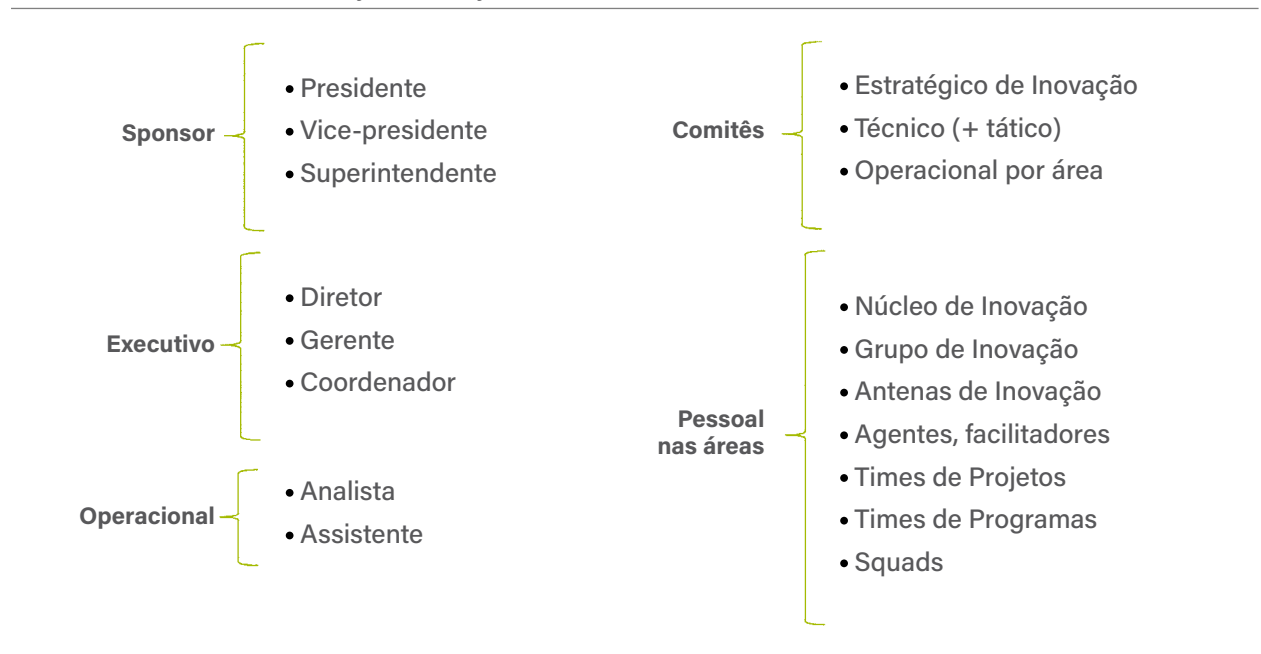 Sponsor
• Presidente
• Vice-presidente
• Superintendente
Executivo
• Diretor
• Gerente
• Coordenador
Operacional
• Analista
• Assistente
Comitês
• Estratégico de Inovação
• Técnico (+ tático)
• Operacional por área
Pessoal
nas áreas
• Núcleo de Inovação
• Grupo de Inovação
• Antenas de Inovação
• Agentes, facilitadores
• Times de Projetos
• Times de Programas
• Squads